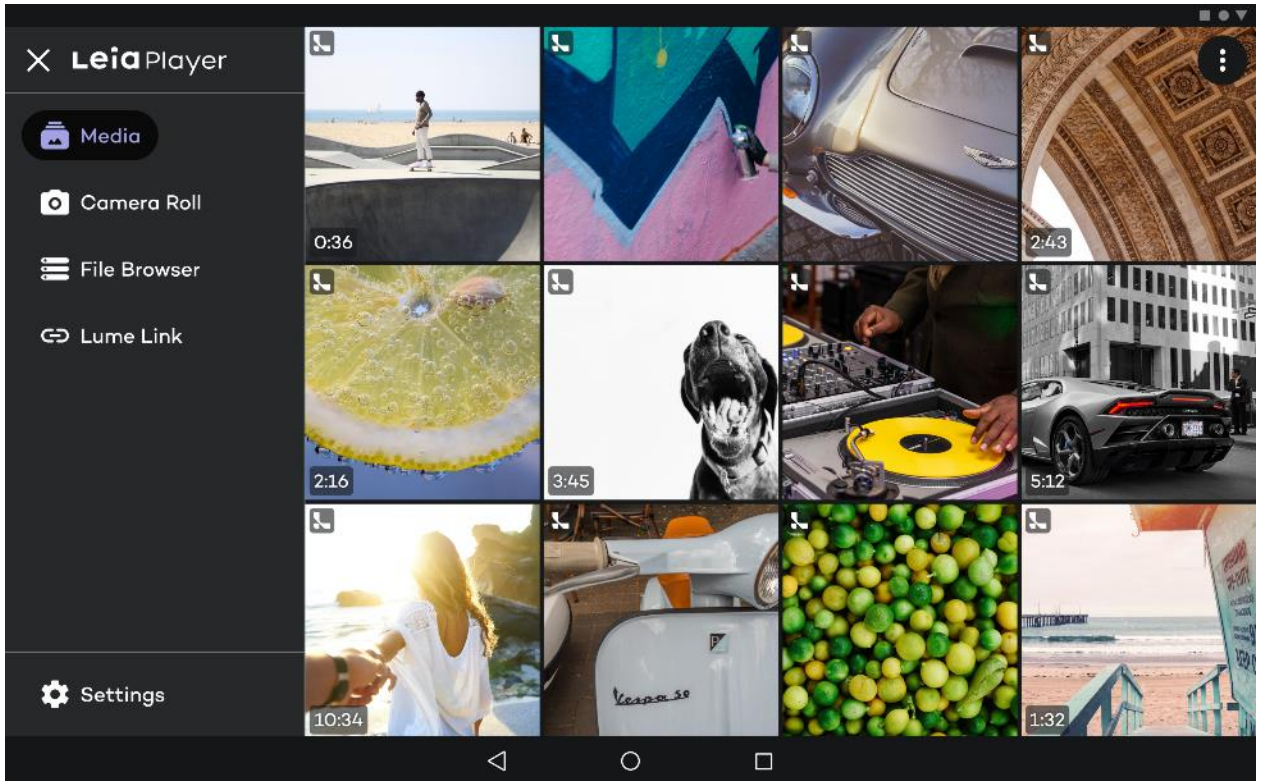 Leia Player
Media
Camera Roll
File Browser
Lume Link
Settings
0:36
2:43
2:16
3:45
5:12
10:34
Vespa 50
1:32